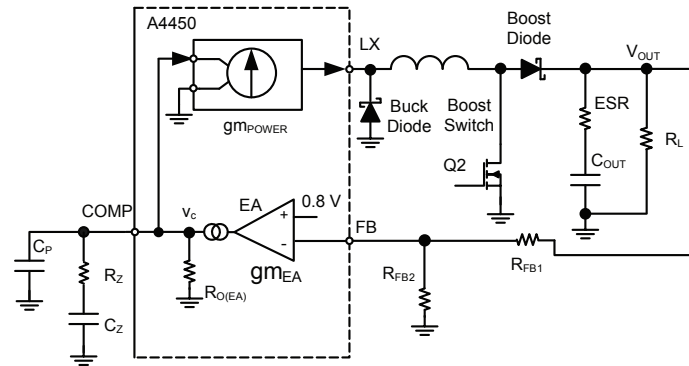 A4450
LX
Boost
Diode
VOUT
gmPOWER
Buck
Diode
Boost
Switch
ESR
COUT
RL
Q2
COMP
vc
EA
0.8 V
+
-
FB
gmEA
CP
RZ
CZ
RO(EA)
RFB2
RFB1